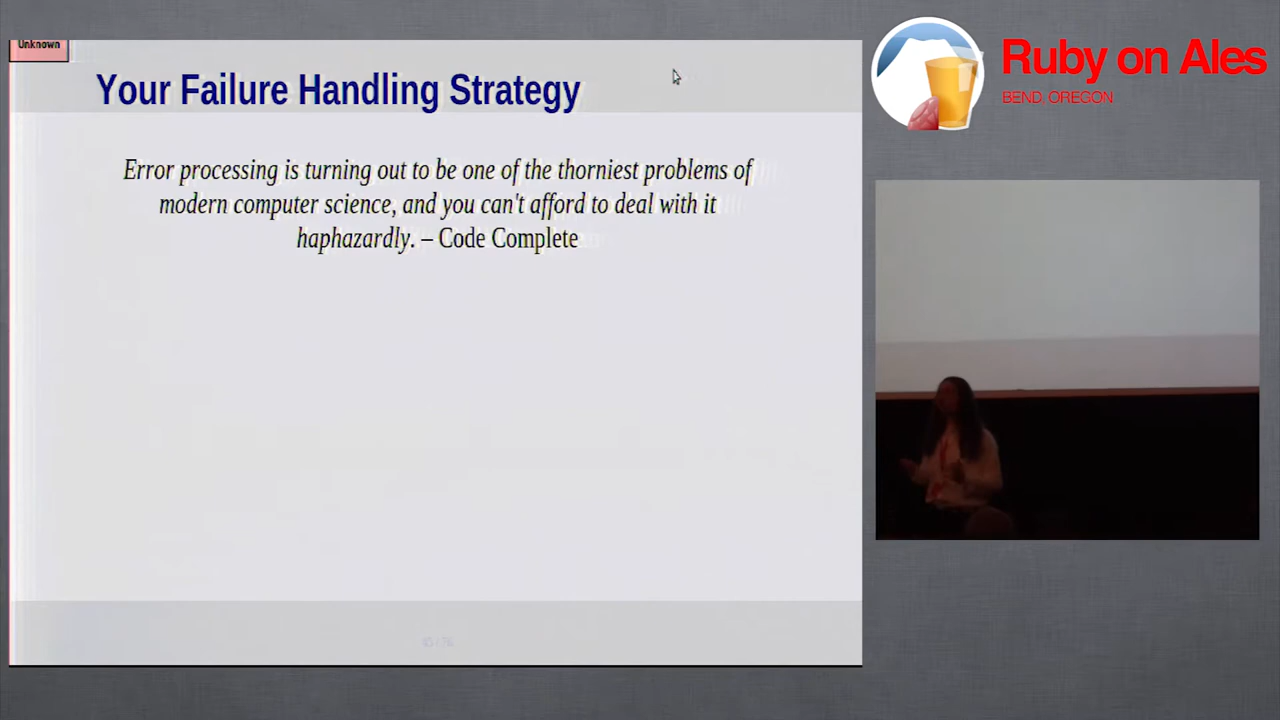 Unknown
Your Failure Handling Strategy
Error processing is turning out to be one of the thorniest problems of
modern computer science, and you can't afford to deal with it
haphazardly. – Code Complete
Ruby on Ales
BEND, OREGON